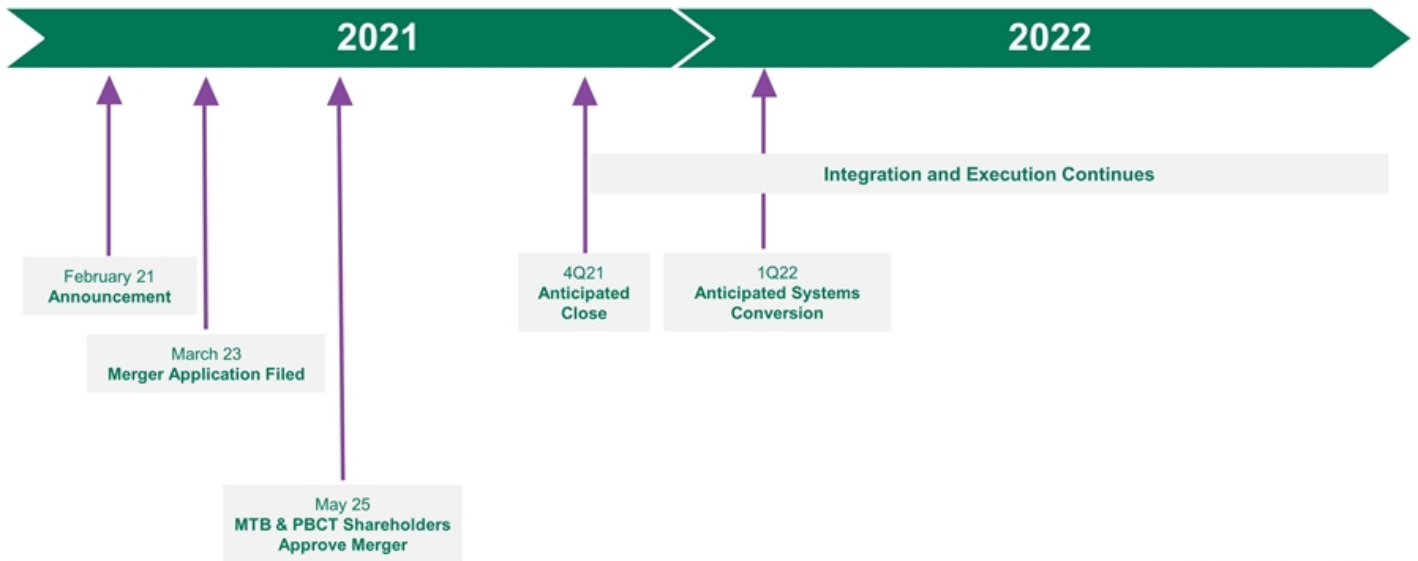 2021
2022
Integration and Execution Continues
February 21
Announcement
4Q21
Anticipated
Close
1Q22
Anticipated Systems
Conversion
March 23
Merger Application Filed
May 25
MTB & PBCT Shareholders
Approve Merger